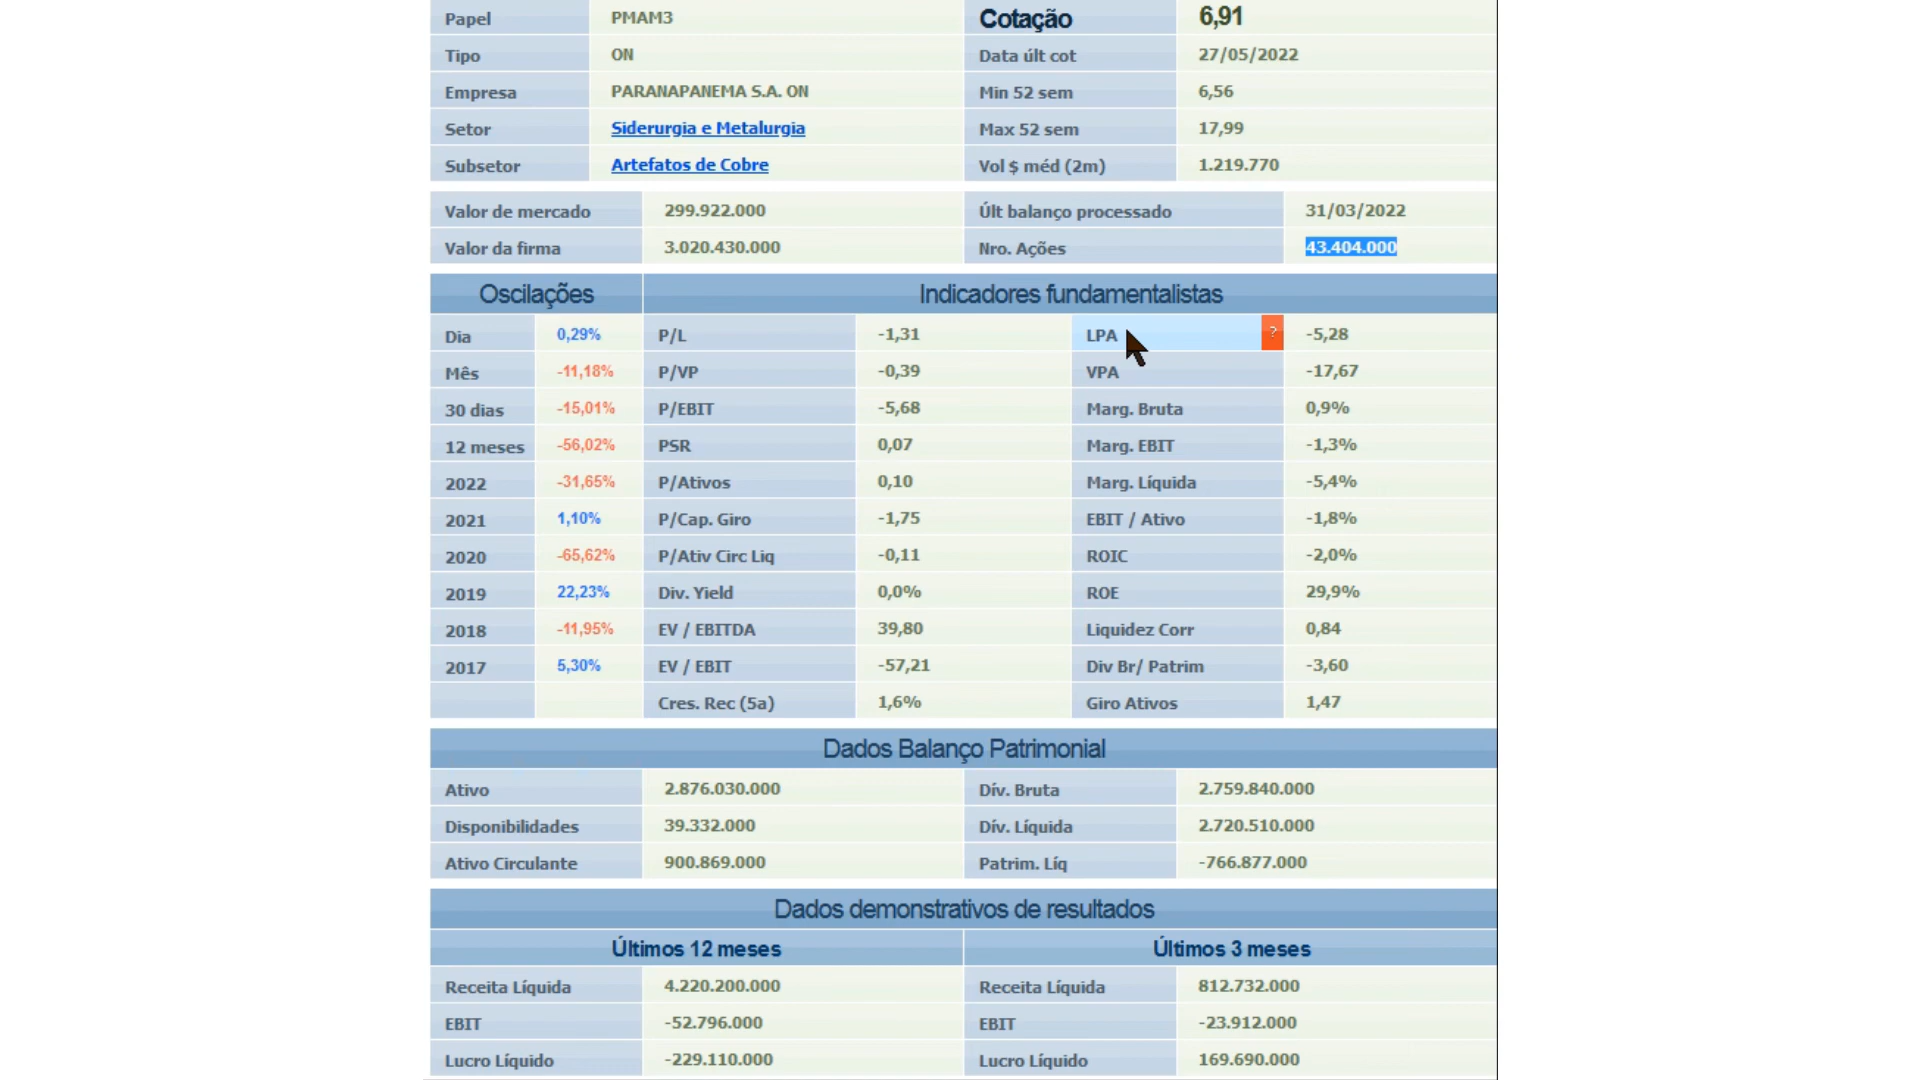 Papel PMAM3 Cotação 6,91
Tipo ON Data últ cot 27/05/2022
Empresa PARANAPANEMA S.A. ON Min 52 sem 6,56
Setor Siderurgia e Metalurgia Max 52 sem 17,99
Subsetor Artefatos de Cobre Vol $ méd (2m) 1.219.770
Valor de mercado 299.922.000 Últ balanço processado 31/03/2022
Valor da firma 3.020.430.000 Nro. Ações 43.404.000
Oscilações Indicadores fundamentalistas
Dia 0,29% P/L -1,31 LPA ? -5,28
Mês -11,18% P/VP -0,39 VPA -17,67
30 dias -15,01% P/EBIT -5,68 Marg. Bruta 0,9%
12 meses -56,02% PSR 0,07 Marg. EBIT -1,3%
2022 -31,65% P/Ativos 0,10 Marg. Líquida -5,4%
2021 1,10% P/Cap. Giro -1,75 EBIT / Ativo -1,8%
2020 -65,62% P/Ativ Circ Liq -0,11 ROIC -2,0%
2019 22,23% Div. Yield 0,0% ROE 29,9%
2018 -11,95% EV / EBITDA 39,80 Liquidez Corr 0,84
2017 5,30% EV / EBIT -57,21 Div Br/ Patrim -3,60
Cres. Rec (5a) 1,6% Giro Ativos 1,47
Dados Balanço Patrimonial
Ativo 2.876.030.000 Dív. Bruta 2.759.840.000
Disponibilidades 39.332.000 Dív. Líquida 2.720.510.000
Ativo Circulante 900.869.000 Patrim. Líq -766.877.000
Dados demonstrativos de resultados
Últimos 12 meses Últimos 3 meses
Receita Líquida 4.220.200.000 Receita Líquida 812.732.000
EBIT -52.796.000 EBIT -23.912.000
Lucro Líquido -229.110.000 Lucro Líquido 169.690.000